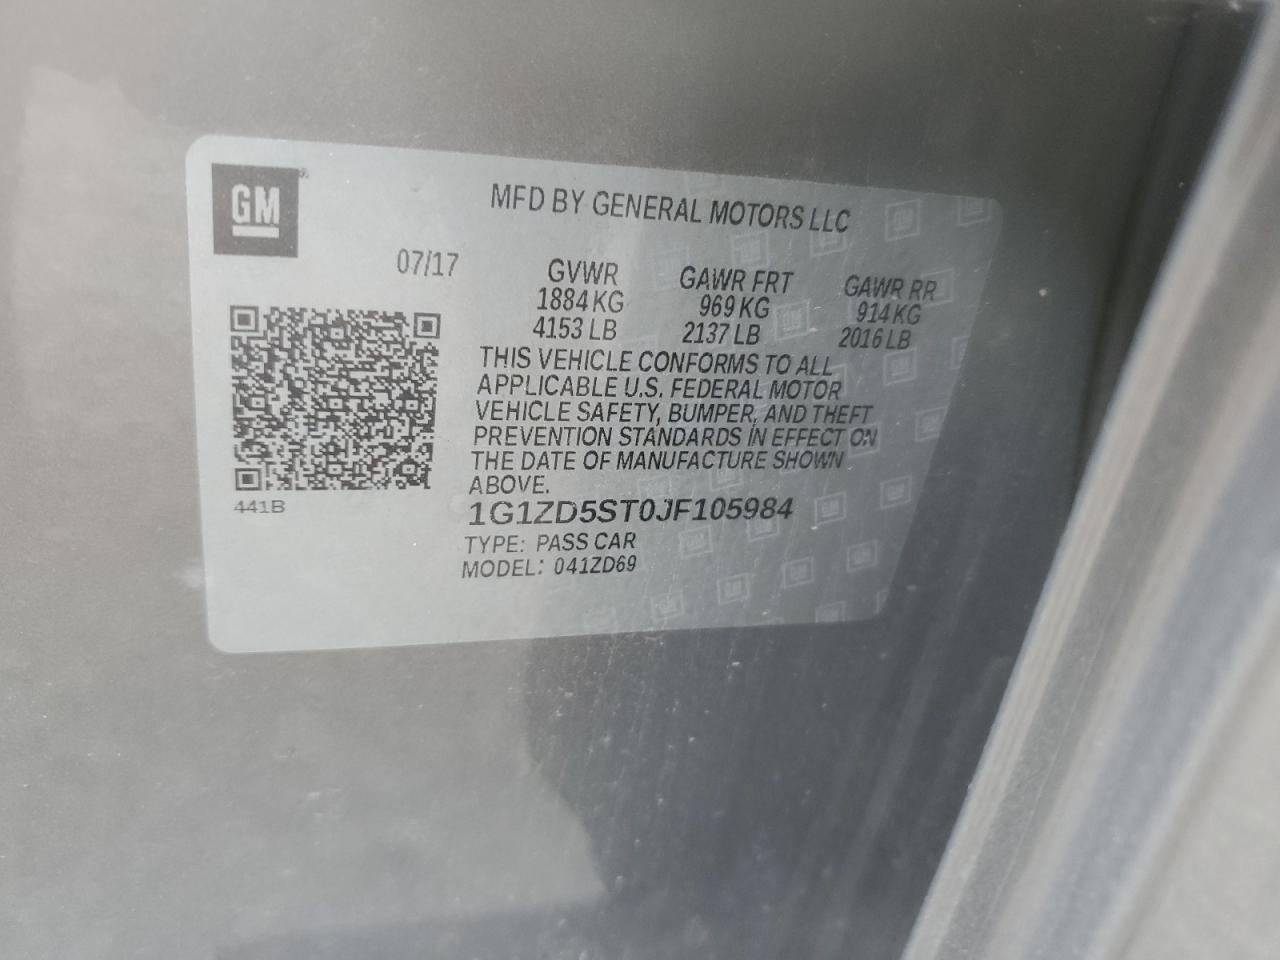 GM
MFD BY GENERAL MOTORS LLC
07/17
GVWR GAWR FRT GAWR RR
1884 KG 969 KG 914 KG
4153 LB 2137 LB 2016 LB
THIS VEHICLE CONFORMS TO ALL
APPLICABLE U.S. FEDERAL MOTOR
VEHICLE SAFETY, BUMPER, AND THEFT
PREVENTION STANDARDS IN EFFECT ON
THE DATE OF MANUFACTURE SHOWN
ABOVE.
441B
1G1ZD5ST0JF105984
TYPE: PASS CAR
MODEL: 041ZD69